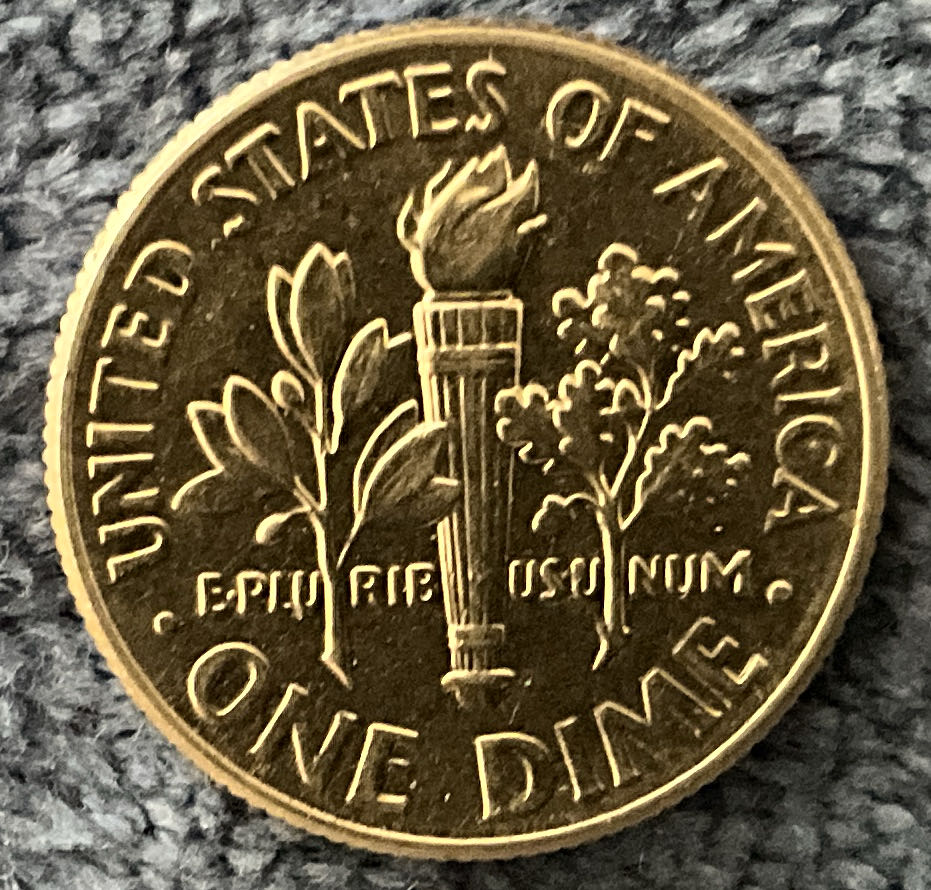 UNITED STATES OF AMERICA
E·PLURIBUS·UNUM
ONE DIME